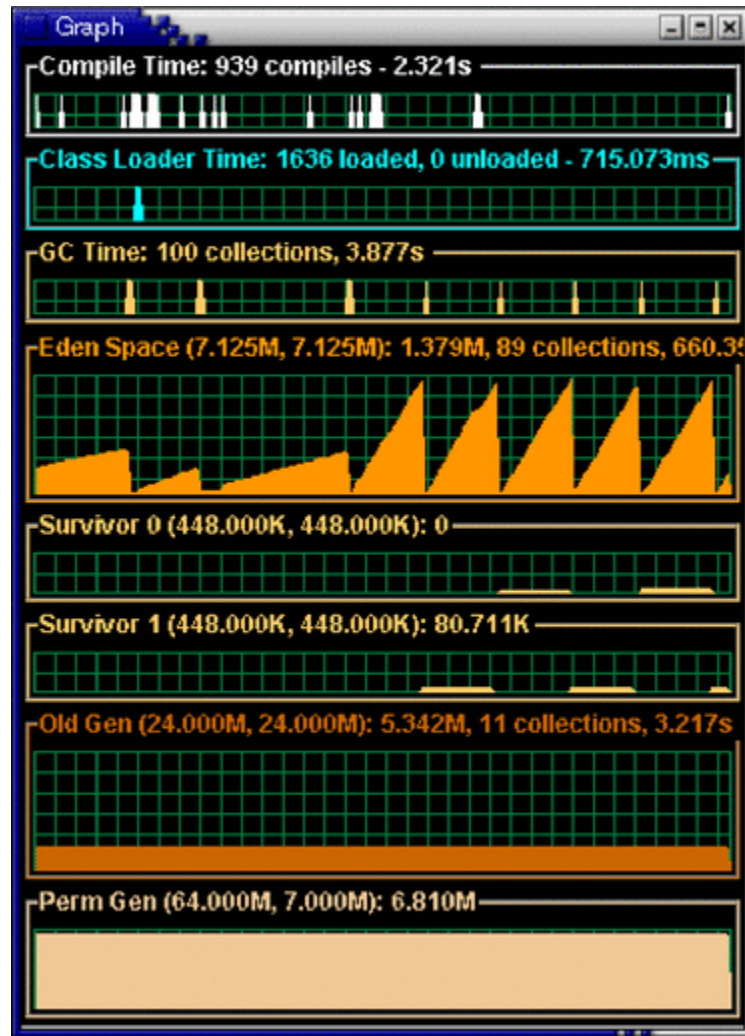 Graph
Compile Time: 939 compiles - 2.321s
Class Loader Time: 1636 loaded, 0 unloaded - 715.073ms
GC Time: 100 collections, 3.877s
Eden Space (7.125M, 7.125M): 1.379M, 89 collections, 660.35
Survivor 0 (448.000K, 448.000K): 0
Survivor 1 (448.000K, 448.000K): 80.711K
Old Gen (24.000M, 24.000M): 5.342M, 11 collections, 3.217s
Perm Gen (64.000M, 7.000M): 6.810M